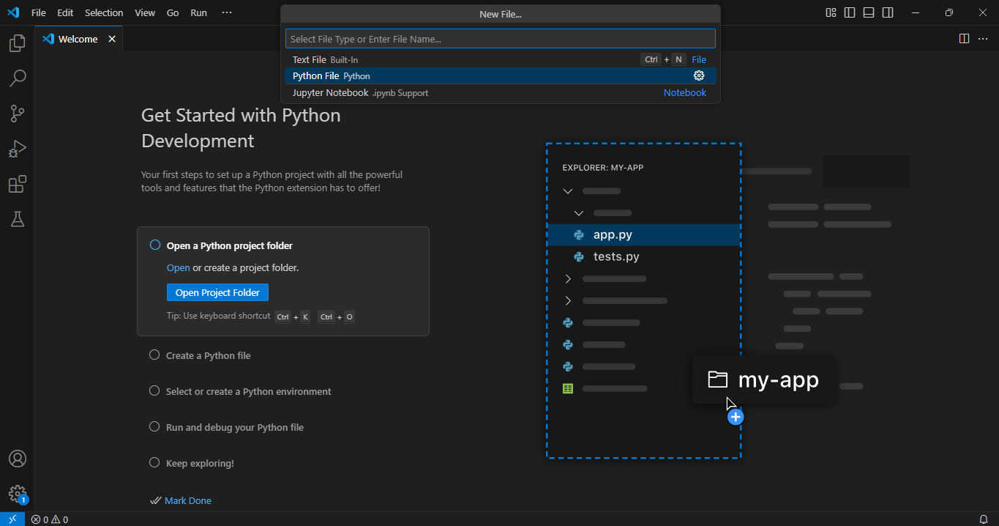 File Edit Selection View Go Run ···
New File...
Welcome
Select File Type or Enter File Name...
Text File Built-In Ctrl + N File
Python File Python
Jupyter Notebook .ipynb Support Notebook
Get Started with Python
Development
Your first steps to set up a Python project with all the powerful
tools and features that the Python extension has to offer!
Open a Python project folder
Open or create a project folder.
Open Project Folder
Tip: Use keyboard shortcut Ctrl + K Ctrl + O
Create a Python file
Select or create a Python environment
Run and debug your Python file
Keep exploring!
Mark Done
EXPLORER: MY-APP
app.py
tests.py
my-app
1
0 0